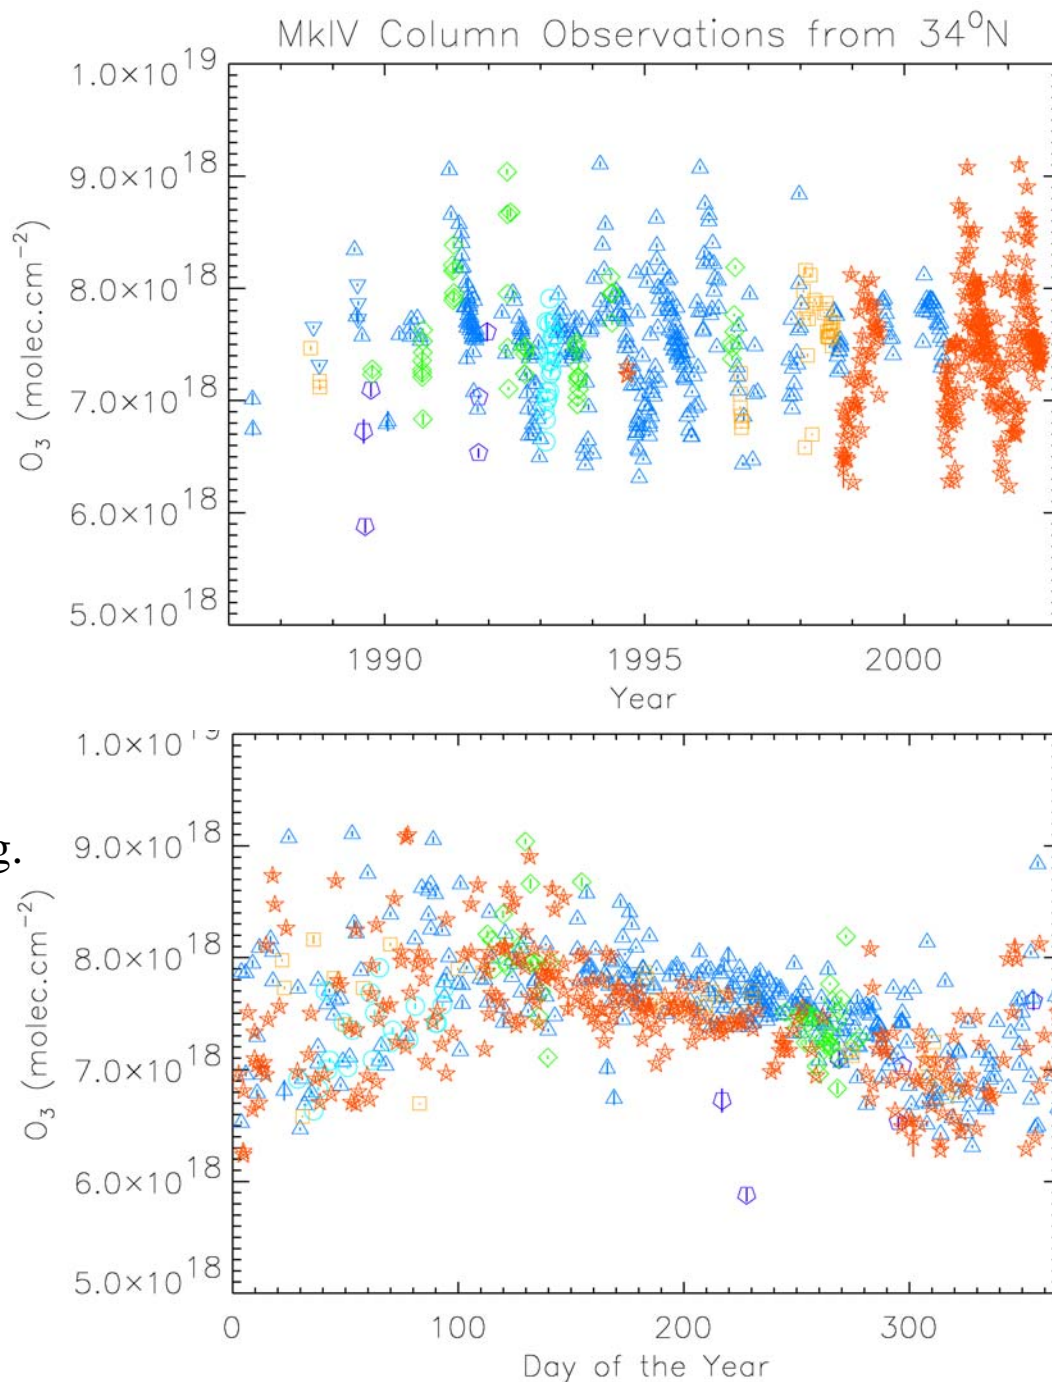 MkIV Column Observations from 34°N
1.0×10¹⁹
9.0×10¹⁸
8.0×10¹⁸
7.0×10¹⁸
6.0×10¹⁸
5.0×10¹⁸
O₃ (molec.cm⁻²)
1990 1995 2000
Year
1.0×10¹⁹
9.0×10¹⁸
8.0×10¹⁸
7.0×10¹⁸
6.0×10¹⁸
5.0×10¹⁸
g.
O₃ (molec.cm⁻²)
0 100 200 300
Day of the Year